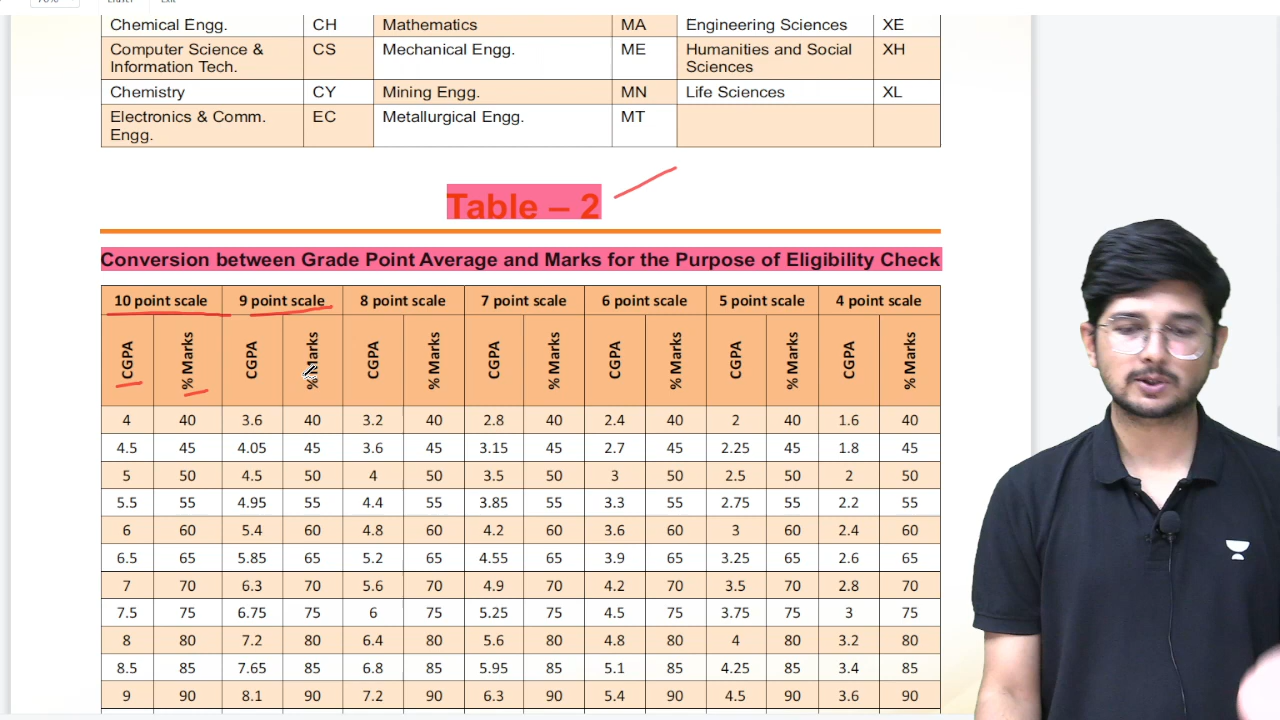 Chemical Engg. CH Mathematics MA Engineering Sciences XE
Computer Science & CS Mechanical Engg. ME Humanities and Social XH
Information Tech. Sciences
Chemistry CY Mining Engg. MN Life Sciences XL
Electronics & Comm. EC Metallurgical Engg. MT
Engg.
Table – 2
Conversion between Grade Point Average and Marks for the Purpose of Eligibility Check
10 point scale 9 point scale 8 point scale 7 point scale 6 point scale 5 point scale 4 point scale
CGPA % Marks CGPA % Marks CGPA % Marks CGPA % Marks CGPA % Marks CGPA % Marks CGPA % Marks
4 40 3.6 40 3.2 40 2.8 40 2.4 40 2 40 1.6 40
4.5 45 4.05 45 3.6 45 3.15 45 2.7 45 2.25 45 1.8 45
5 50 4.5 50 4 50 3.5 50 3 50 2.5 50 2 50
5.5 55 4.95 55 4.4 55 3.85 55 3.3 55 2.75 55 2.2 55
6 60 5.4 60 4.8 60 4.2 60 3.6 60 3 60 2.4 60
6.5 65 5.85 65 5.2 65 4.55 65 3.9 65 3.25 65 2.6 65
7 70 6.3 70 5.6 70 4.9 70 4.2 70 3.5 70 2.8 70
7.5 75 6.75 75 6 75 5.25 75 4.5 75 3.75 75 3 75
8 80 7.2 80 6.4 80 5.6 80 4.8 80 4 80 3.2 80
8.5 85 7.65 85 6.8 85 5.95 85 5.1 85 4.25 85 3.4 85
9 90 8.1 90 7.2 90 6.3 90 5.4 90 4.5 90 3.6 90